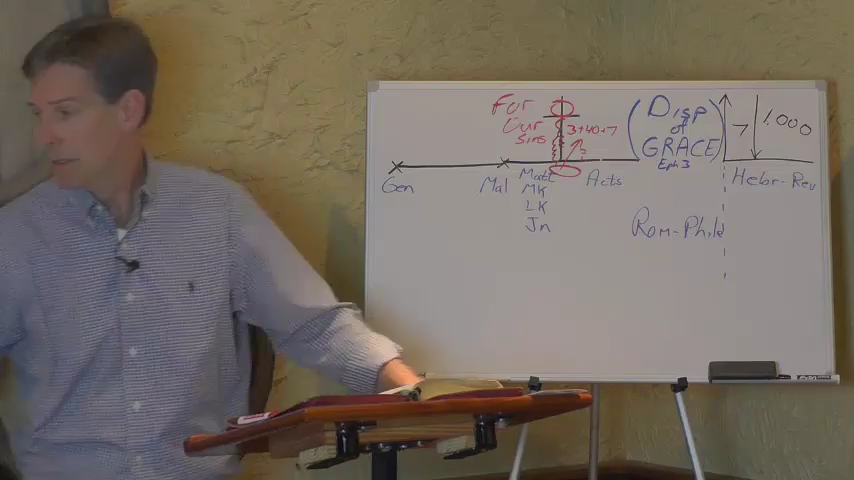 For
Our
sins
3+40+7
(Disp
of
GRACE)
Eph 3
7
1,000
Gen
Mal
Matt
MK
LK
Jn
Acts
Hebr-Rev
Rom-Phile